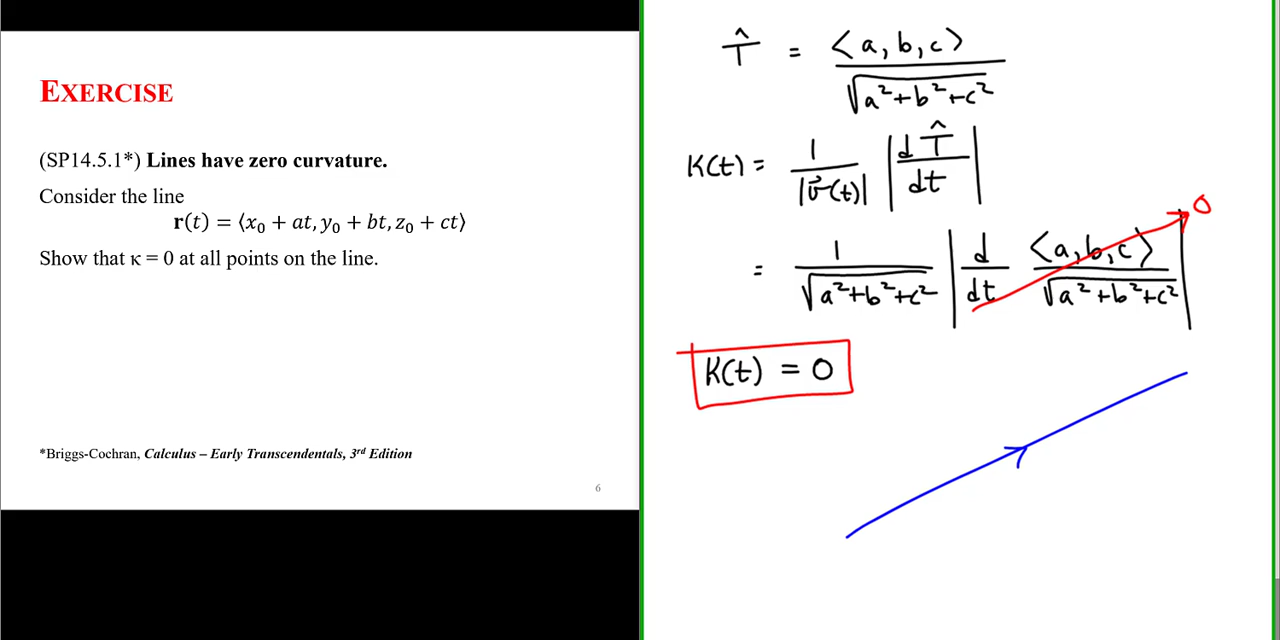 EXERCISE
(SP14.5.1*) Lines have zero curvature.
Consider the line
r(t) = ⟨x₀ + at, y₀ + bt, z₀ + ct⟩
Show that κ = 0 at all points on the line.
*Briggs-Cochran, Calculus – Early Transcendentals, 3rd Edition
6
T̂ = <a, b, c> / √(a²+b²+c²)
K(t) = 1/|v⃗(t)| |dT̂/dt|
= 1/√(a²+b²+c²) |d/dt <a, b, c>/√(a²+b²+c²)| 0
K(t) = 0